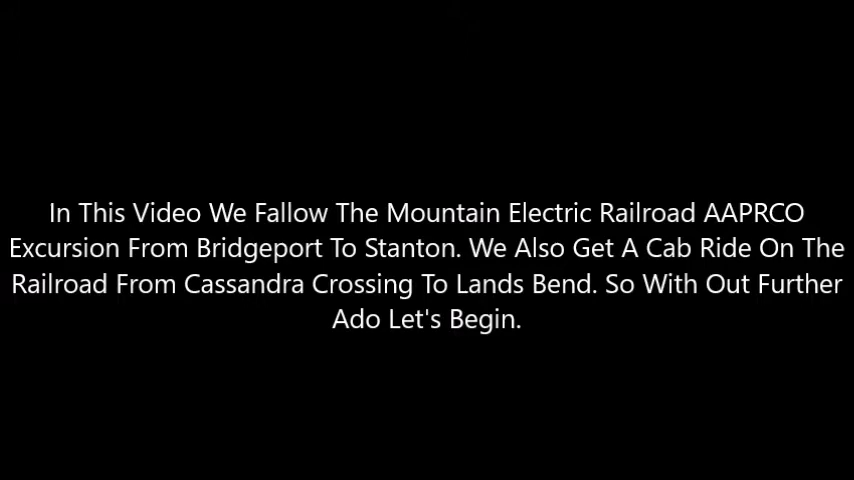 In This Video We Fallow The Mountain Electric Railroad AAPRCO
Excursion From Bridgeport To Stanton. We Also Get A Cab Ride On The
Railroad From Cassandra Crossing To Lands Bend. So With Out Further
Ado Let's Begin.